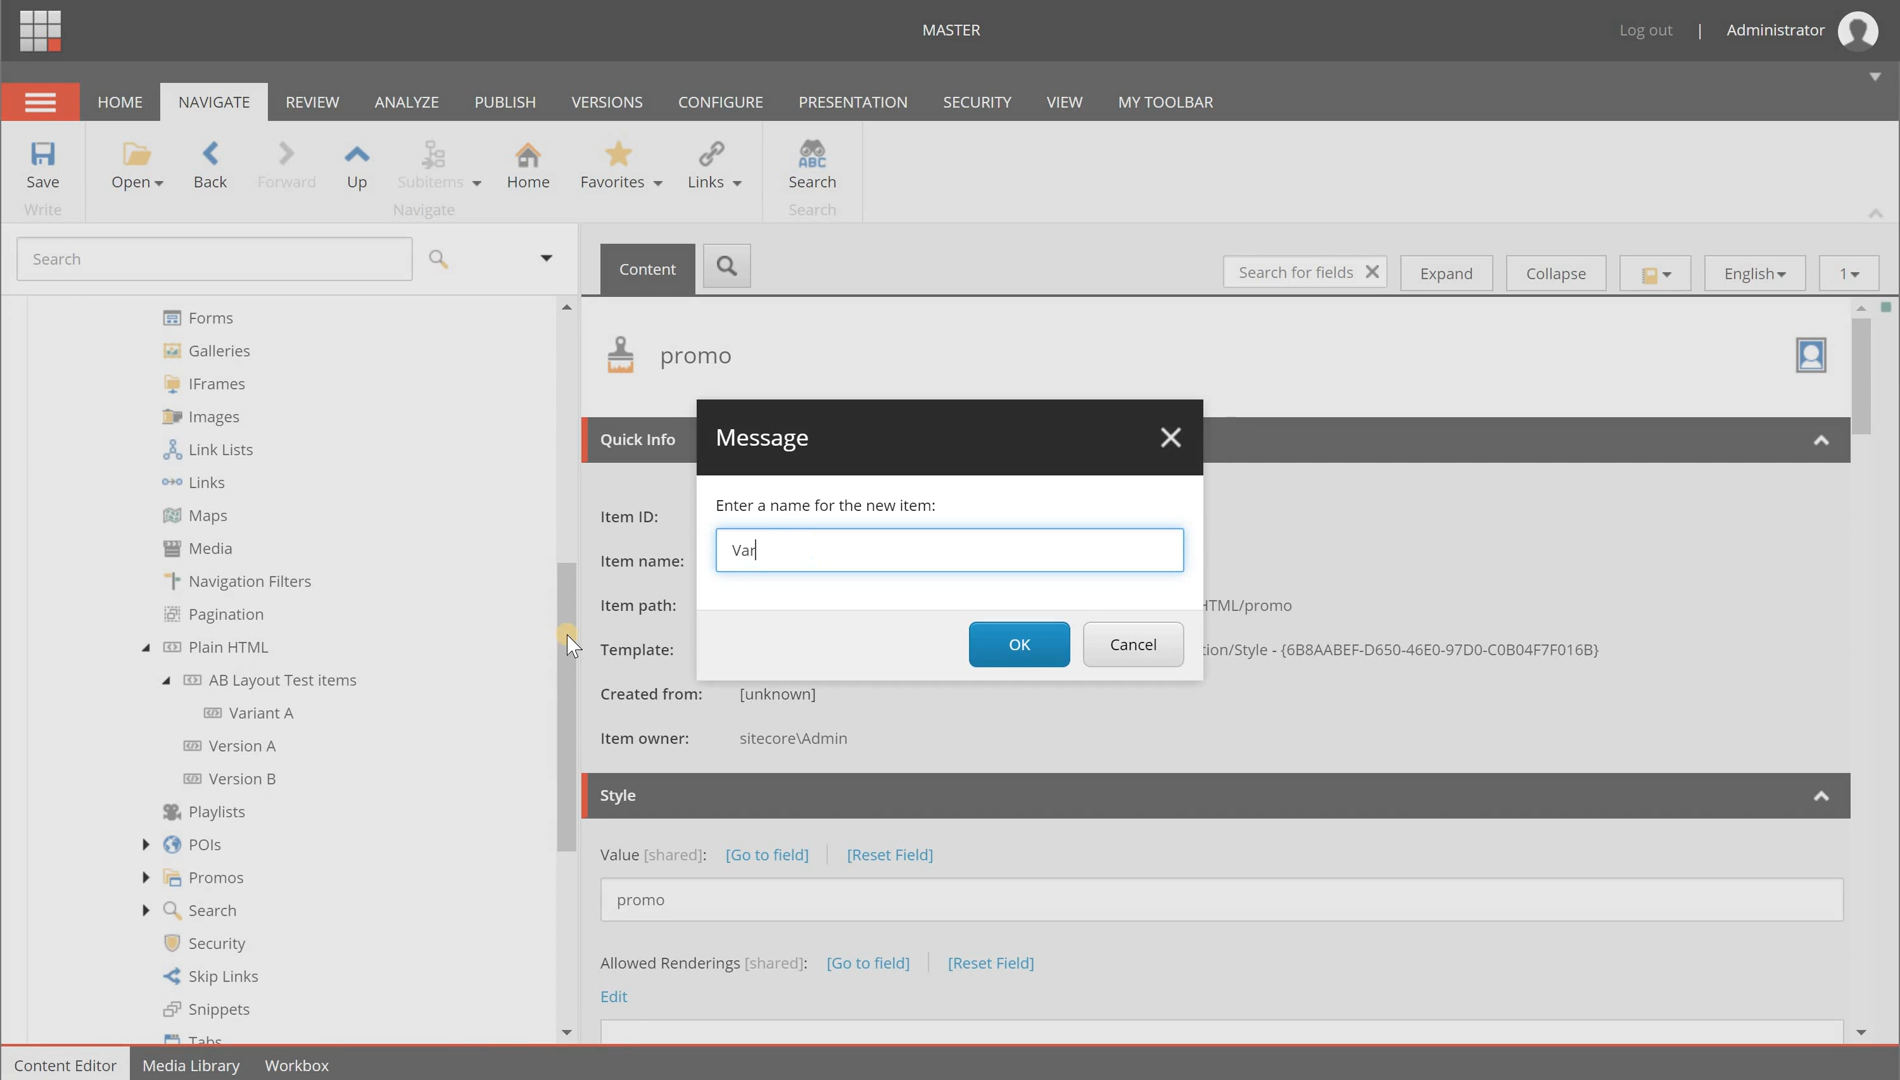 MASTER
Log out | Administrator
HOME NAVIGATE REVIEW ANALYZE PUBLISH VERSIONS CONFIGURE PRESENTATION SECURITY VIEW MY TOOLBAR
ABC
Save Open Back Forward Up Subitems Home Favorites Links Search
Write Navigate Search
Search
Content
Search for fields
Expand
Collapse
English
1
Forms
Galleries
IFrames
Images
Link Lists
Links
Maps
Media
Navigation Filters
Pagination
Plain HTML
AB Layout Test items
Variant A
Version A
Version B
Playlists
POIs
Promos
Search
Security
Skip Links
Snippets
Tabs
promo
Quick Info
Item ID:
Item name:
Item path: HTML/promo
Template: tion/Style - {6B8AABEF-D650-46E0-97D0-C0B04F7F016B}
Created from: [unknown]
Item owner: sitecore\Admin
Message
Enter a name for the new item:
Var
OK Cancel
Style
Value [shared]: [Go to field] [Reset Field]
promo
Allowed Renderings [shared]: [Go to field] [Reset Field]
Edit
Content Editor Media Library Workbox